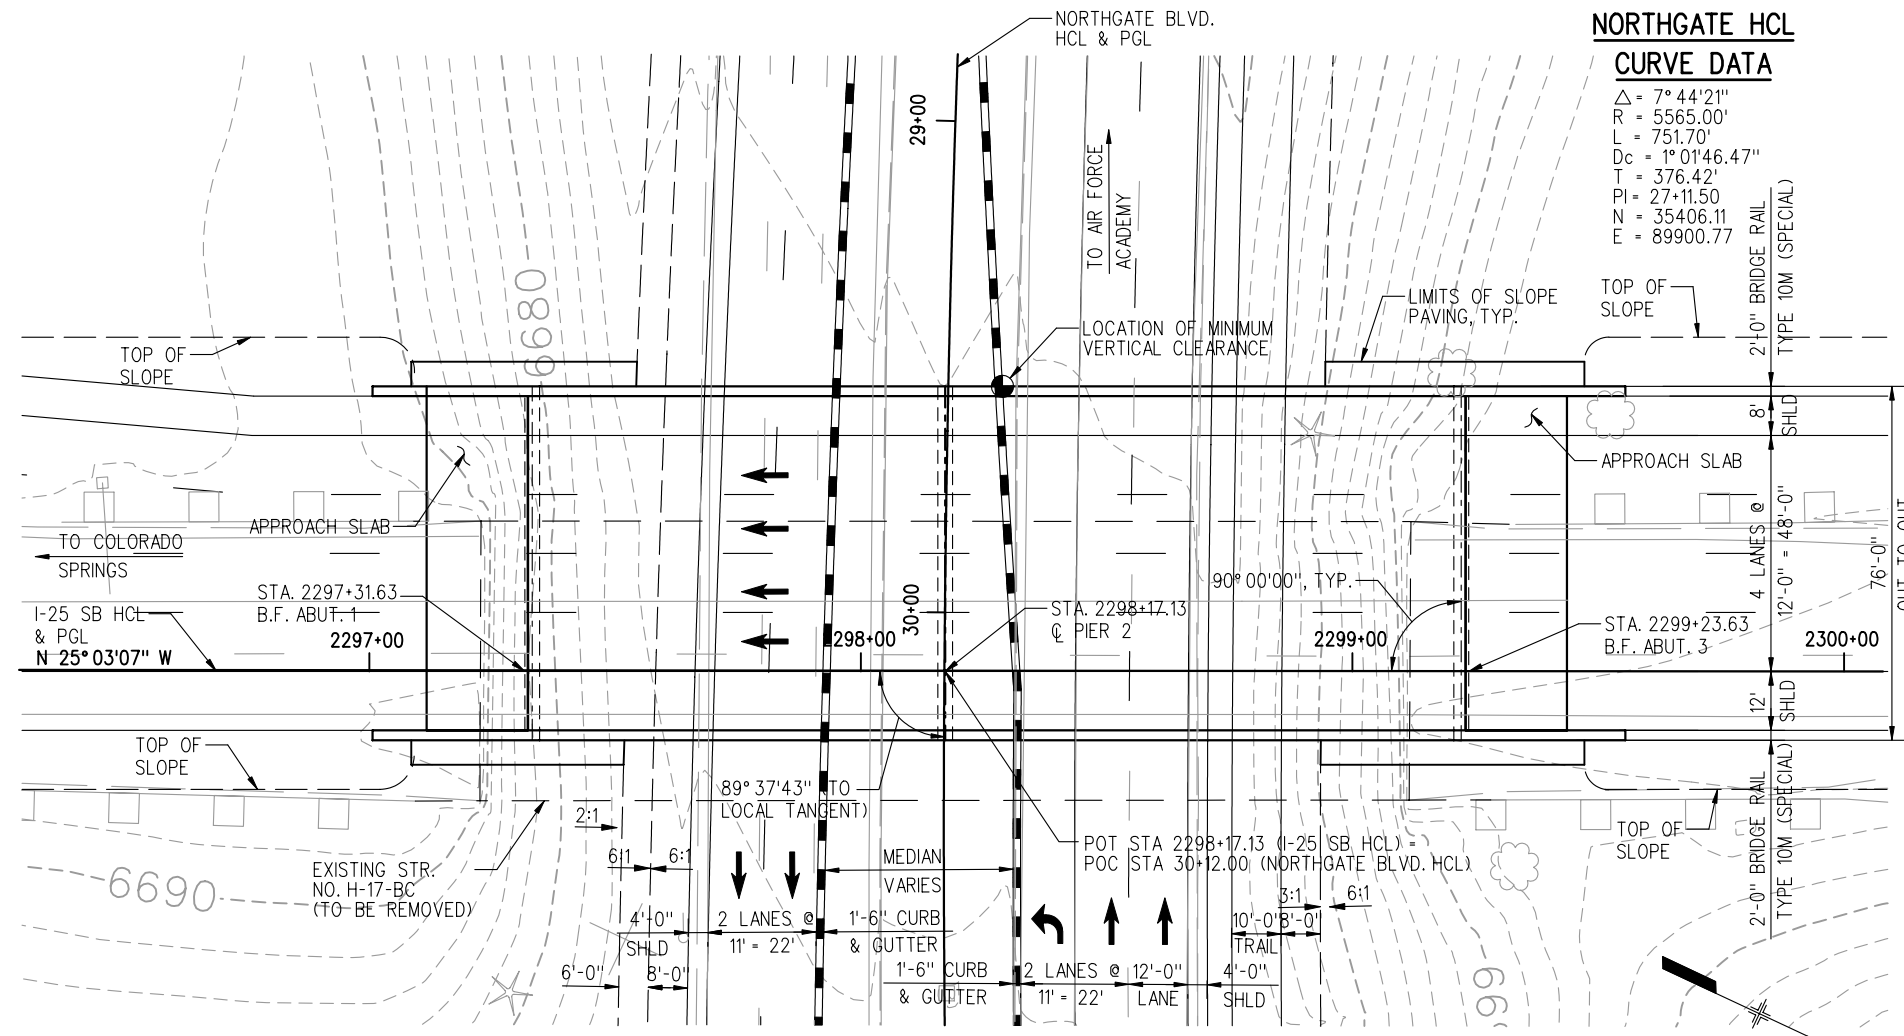 NORTHGATE BLVD.
HCL & PGL
NORTHGATE HCL
CURVE DATA
△ = 7° 44'21"
R = 5565.00'
L = 751.70'
Dc = 1° 01'46.47"
T = 376.42'
PI = 27+11.50
N = 35406.11
E = 89900.77
29+00
TO AIR FORCE
ACADEMY
2'-0" BRIDGE RAIL
TYPE 10M (SPECIAL)
6680
LIMITS OF SLOPE
PAVING, TYP.
TOP OF
SLOPE
LOCATION OF MINIMUM
VERTICAL CLEARANCE
TOP OF
SLOPE
8'
SHLD
APPROACH SLAB
APPROACH SLAB
4 LANES @
12'-0" = 48'-0"
76'-0"
OUT TO OUT
TO COLORADO
SPRINGS
STA. 2297+31.63
B.F. ABUT. 1
90° 00'00", TYP.
30+00
STA. 2298+17.13
℄ PIER 2
I-25 SB HCL
& PGL
N 25° 03'07" W
2297+00
2298+00
2299+00
STA. 2299+23.63
B.F. ABUT. 3
2300+00
12'
SHLD
TOP OF
SLOPE
89° 37'43" (TO
LOCAL TANGENT)
2:1
2'-0" BRIDGE RAIL
TYPE 10M (SPECIAL)
TOP OF
SLOPE
POT STA 2298+17.13 (I-25 SB HCL) =
POC STA 30+12.00 (NORTHGATE BLVD. HCL)
6:1
6:1
MEDIAN
VARIES
EXISTING STR.
NO. H-17-BC
(TO BE REMOVED)
6690
3:1
6:1
4'-0"
SHLD
2 LANES @
11' = 22'
1'-6" CURB
& GUTTER
10'-0"
TRAIL
8'-0"
6'-0"
8'-0"
1'-6" CURB
& GUTTER
2 LANES @
11' = 22'
12'-0"
LANE
4'-0"
SHLD
669